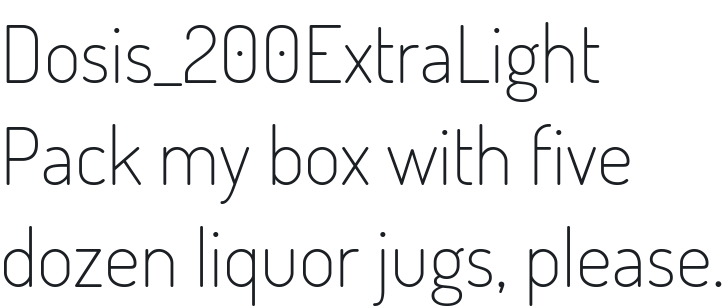 Dosis_200ExtraLight
Pack my box with five
dozen liquor jugs, please.